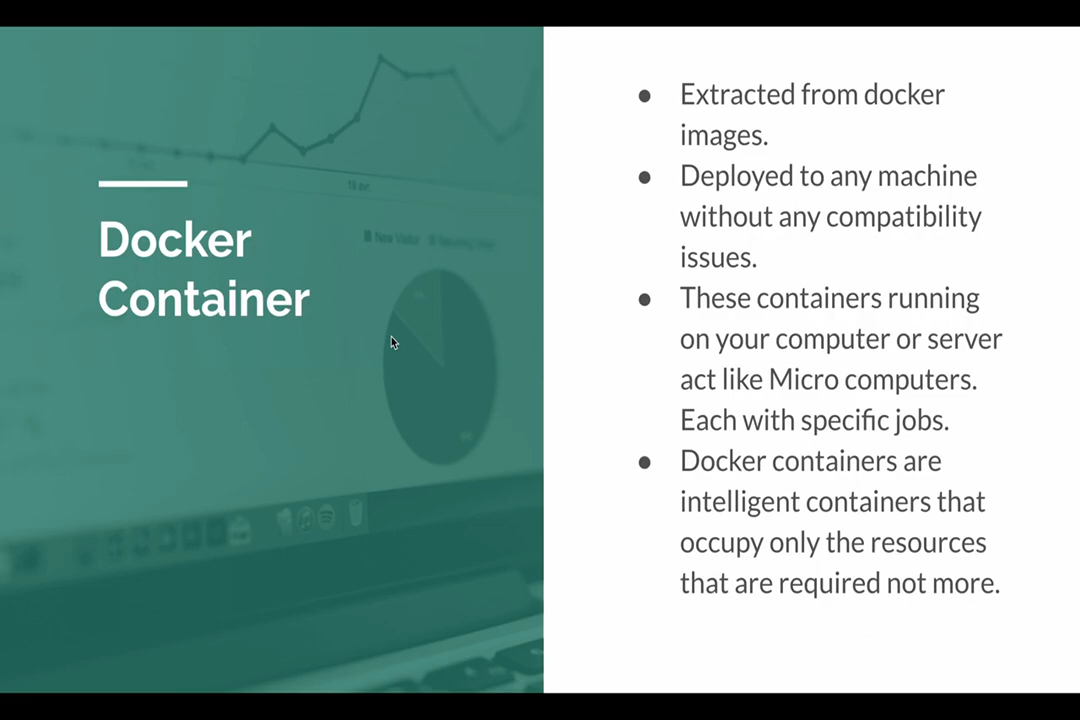 Docker
Container
Extracted from docker
images.
Deployed to any machine
without any compatibility
issues.
These containers running
on your computer or server
act like Micro computers.
Each with specific jobs.
Docker containers are
intelligent containers that
occupy only the resources
that are required not more.
New Visitor